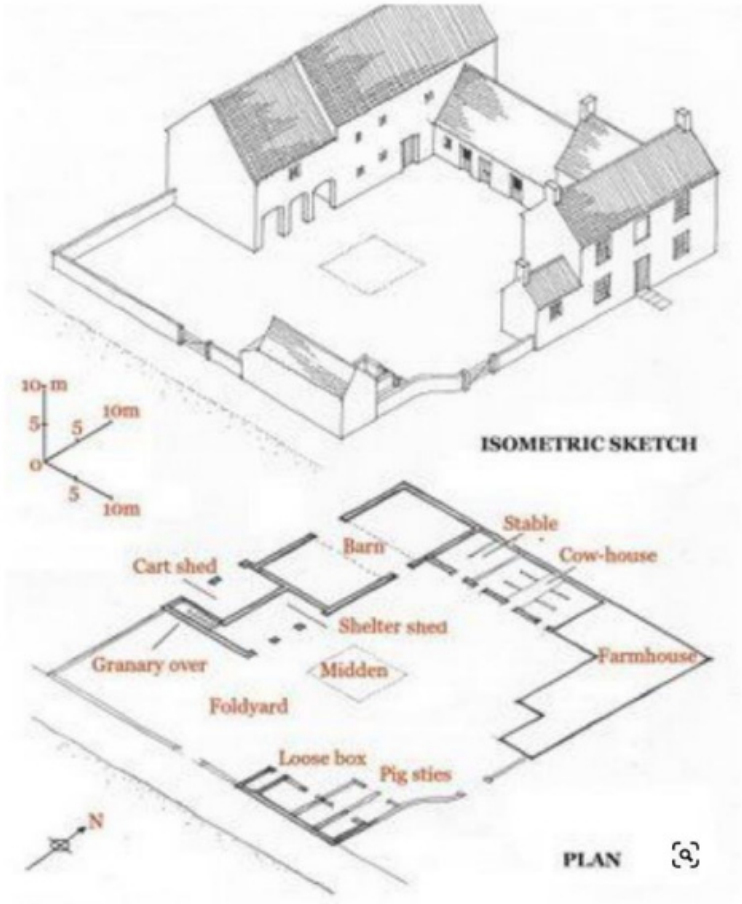 10 m
10m
5
5
0
5
10m
ISOMETRIC SKETCH
Stable
Barn
Cow-house
Cart shed
Shelter shed
Granary over
Midden
Farmhouse
Foldyard
Loose box
Pig sties
N
PLAN